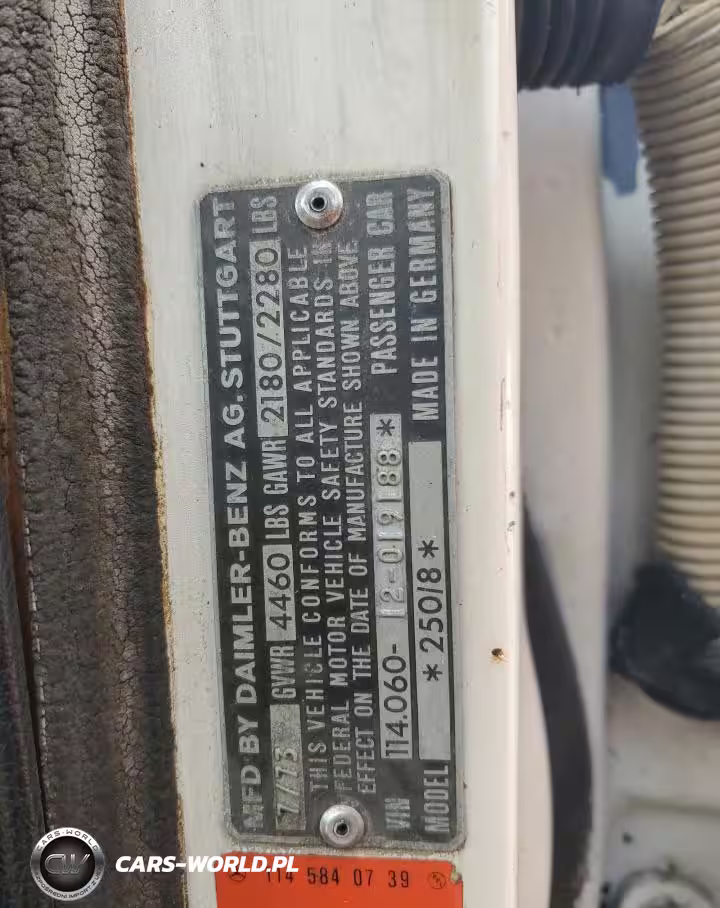 MFD BY DAIMLER-BENZ AG. STUTTGART
7/73 GVWR 4460 LBS GAWR 2180/2280 LBS
THIS VEHICLE CONFORMS TO ALL APPLICABLE
FEDERAL MOTOR VEHICLE SAFETY STANDARDS IN
EFFECT ON THE DATE OF MANUFACTURE SHOWN ABOVE
VIN 114.060- 12-019188 * PASSENGER CAR
MODEL *250/8* MADE IN GERMANY
114 584 07 39
CW
CARS-WORLD.PL